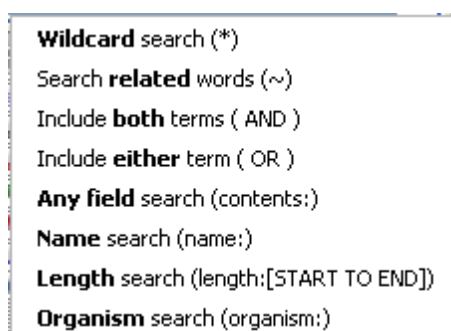 Wildcard search (*)
Search related words (~)
Include both terms ( AND )
Include either term ( OR )
Any field search (contents:)
Name search (name:)
Length search (length:[START TO END])
Organism search (organism:)